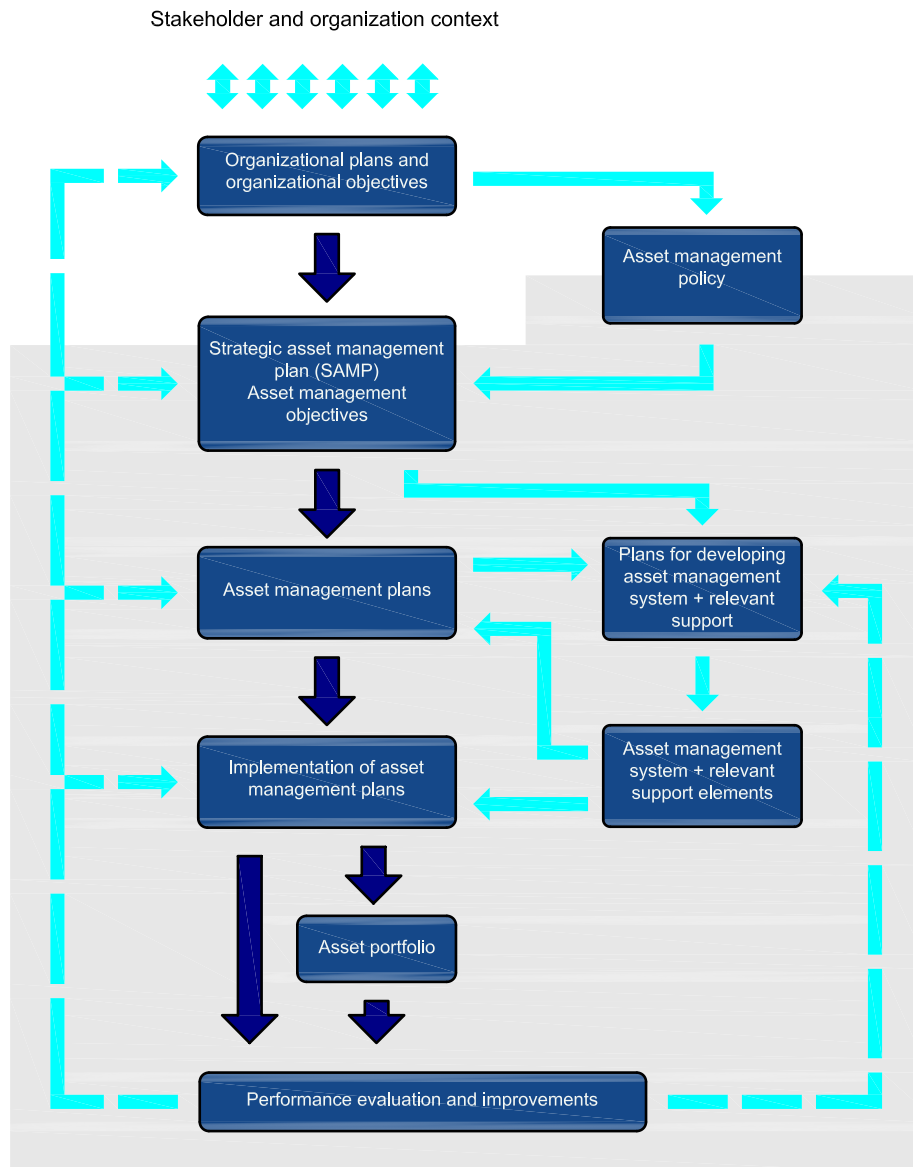 Stakeholder and organization context
Organizational plans and
organizational objectives
Asset management
policy
Strategic asset management
plan (SAMP)
Asset management
objectives
Asset management plans
Plans for developing
asset management
system + relevant
support
Implementation of asset
management plans
Asset management
system + relevant
support elements
Asset portfolio
Performance evaluation and improvements